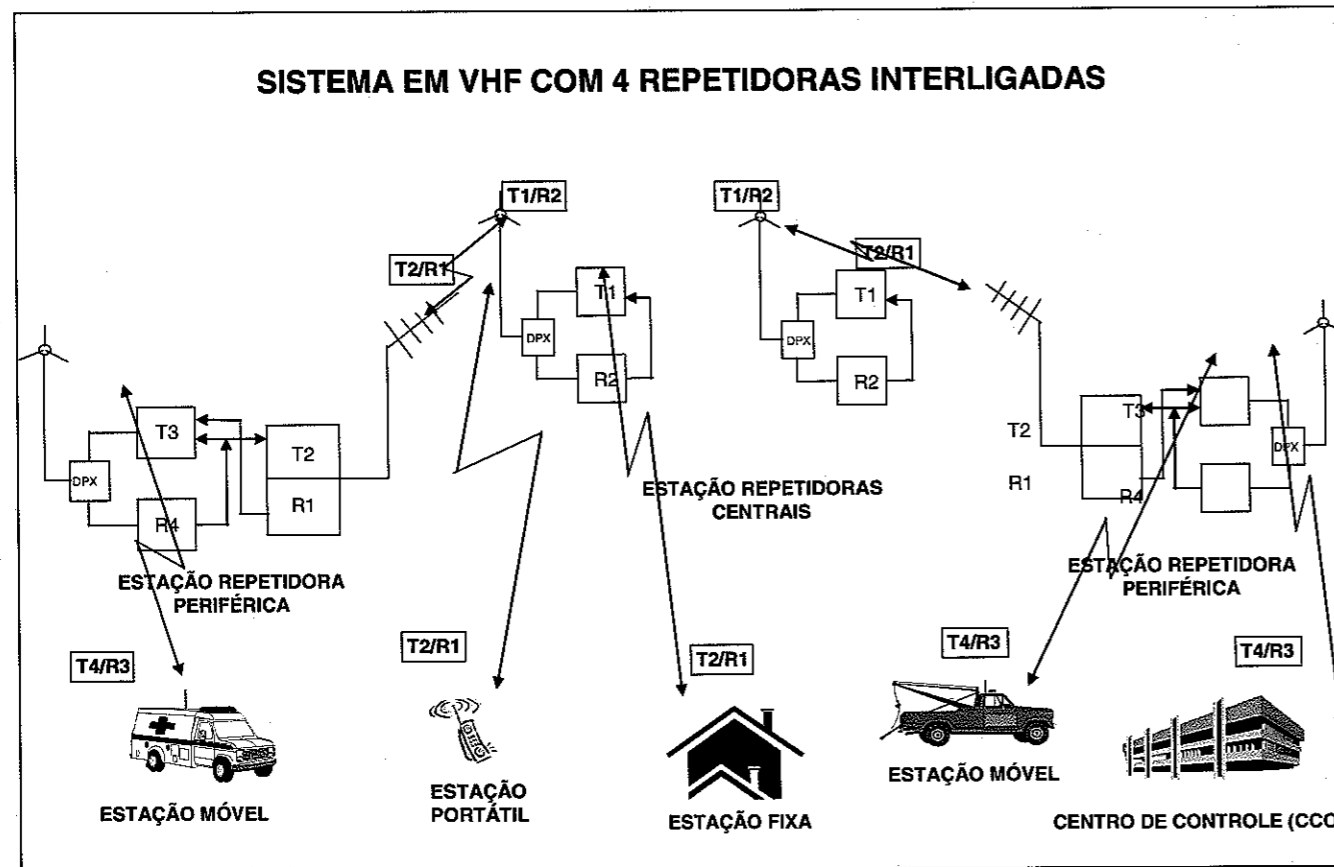 SISTEMA EM VHF COM 4 REPETIDORAS INTERLIGADAS
T1/R2
T1/R2
T2/R1
T2/R1
T1
T1
DPX
DPX
R2
R2
T3
T2
DPX
R4
R1
T2
T3
DPX
R1
R4
ESTAÇÃO REPETIDORAS
CENTRAIS
ESTAÇÃO REPETIDORA
PERIFÉRICA
ESTAÇÃO REPETIDORA
PERIFÉRICA
T4/R3
T2/R1
T2/R1
T4/R3
T4/R3
ESTAÇÃO MÓVEL
ESTAÇÃO
PORTÁTIL
ESTAÇÃO FIXA
ESTAÇÃO MÓVEL
CENTRO DE CONTROLE (CCO